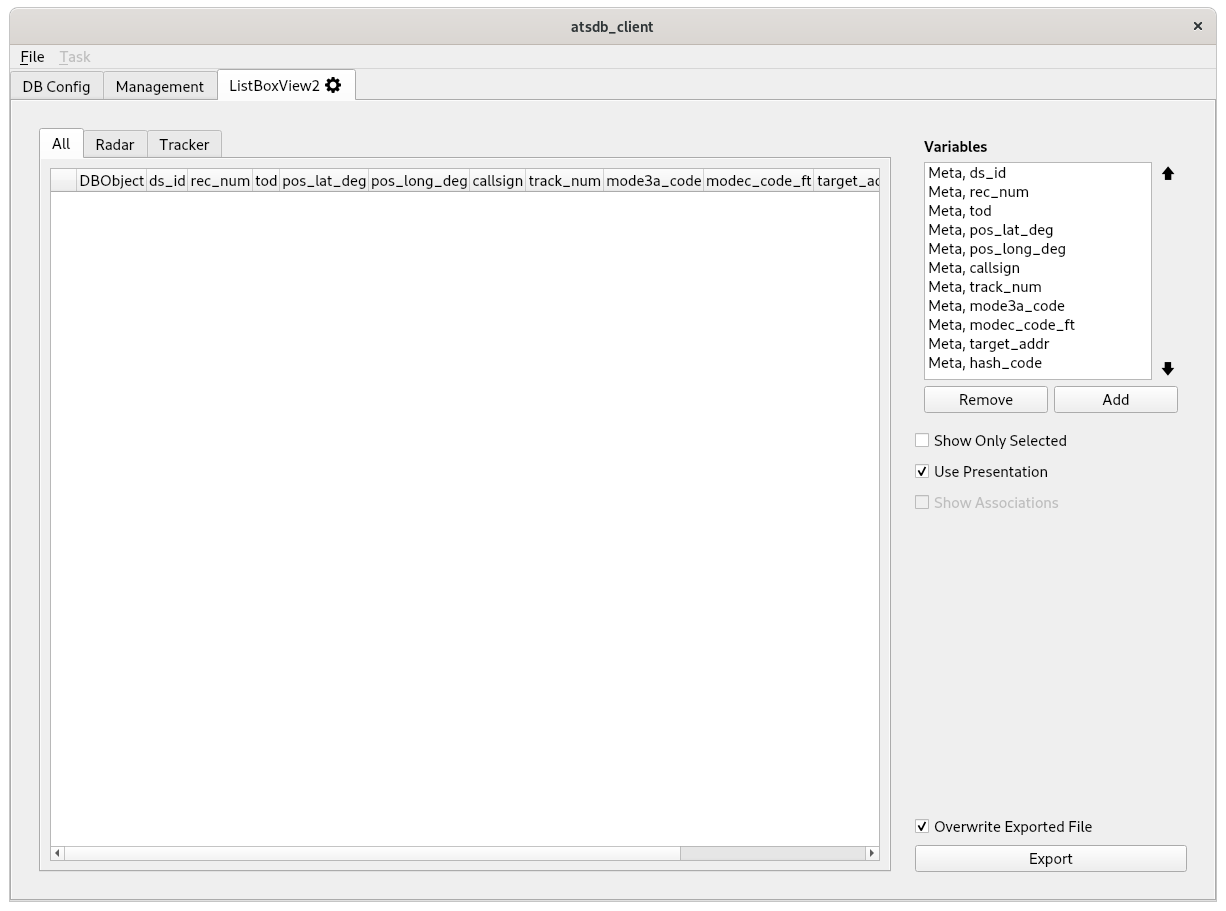 atsdb_client
File Task
DB Config Management ListBoxView2
All Radar Tracker
DBObject ds_id rec_num tod pos_lat_deg pos_long_deg callsign track_num mode3a_code modec_code_ft target_ad
Variables
Meta, ds_id
Meta, rec_num
Meta, tod
Meta, pos_lat_deg
Meta, pos_long_deg
Meta, callsign
Meta, track_num
Meta, mode3a_code
Meta, modec_code_ft
Meta, target_addr
Meta, hash_code
Remove Add
Show Only Selected
Use Presentation
Show Associations
Overwrite Exported File
Export